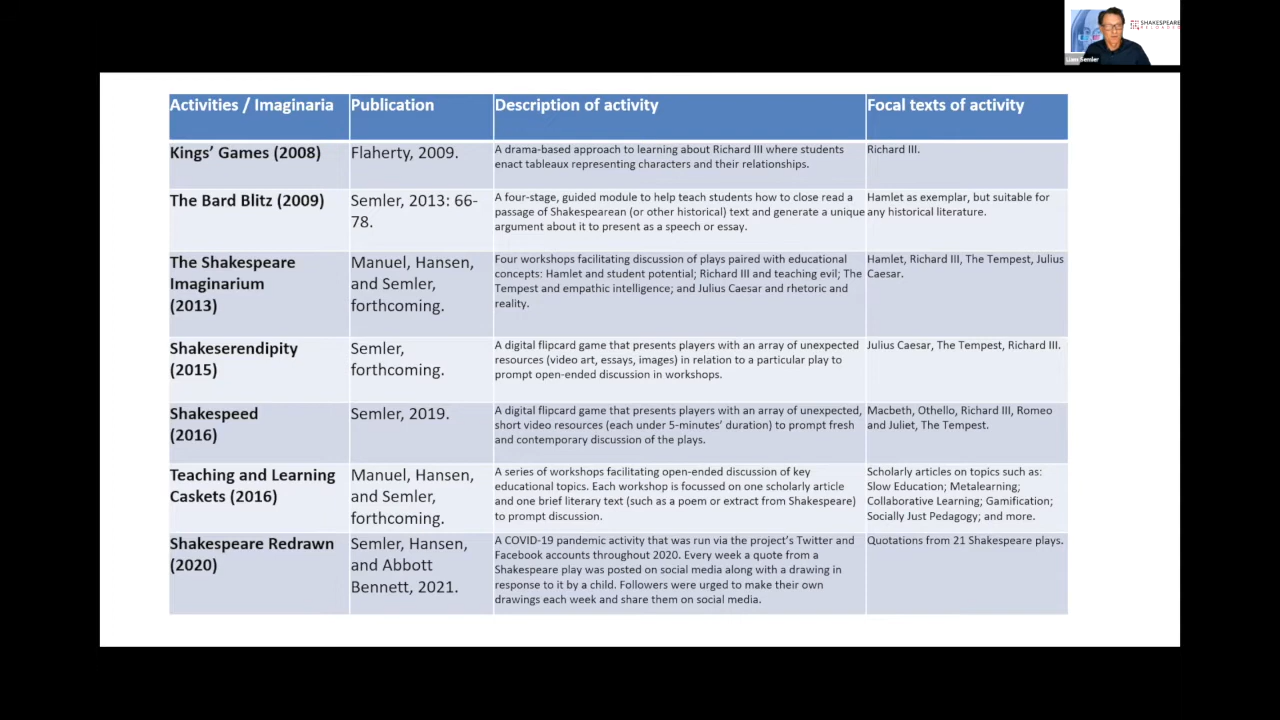 SHAKESPEARE
RELOADED
Liam Semler
Activities / Imaginaria
Publication
Description of activity
Focal texts of activity
Kings' Games (2008)
Flaherty, 2009.
A drama-based approach to learning about Richard III where students
enact tableaux representing characters and their relationships.
Richard III.
The Bard Blitz (2009)
Semler, 2013: 66-
78.
A four-stage, guided module to help teach students how to close read a
passage of Shakespearean (or other historical) text and generate a unique
argument about it to present as a speech or essay.
Hamlet as exemplar, but suitable for
any historical literature.
The Shakespeare
Imaginarium
(2013)
Manuel, Hansen,
and Semler,
forthcoming.
Four workshops facilitating discussion of plays paired with educational
concepts: Hamlet and student potential; Richard III and teaching evil; The
Tempest and empathic intelligence; and Julius Caesar and rhetoric and
reality.
Hamlet, Richard III, The Tempest, Julius
Caesar.
Shakeserendipity
(2015)
Semler,
forthcoming.
A digital flipcard game that presents players with an array of unexpected
resources (video art, essays, images) in relation to a particular play to
prompt open-ended discussion in workshops.
Julius Caesar, The Tempest, Richard III.
Shakespeed
(2016)
Semler, 2019.
A digital flipcard game that presents players with an array of unexpected,
short video resources (each under 5-minutes' duration) to prompt fresh
and contemporary discussion of the plays.
Macbeth, Othello, Richard III, Romeo
and Juliet, The Tempest.
Teaching and Learning
Caskets (2016)
Manuel, Hansen,
and Semler,
forthcoming.
A series of workshops facilitating open-ended discussion of key
educational topics. Each workshop is focussed on one scholarly article
and one brief literary text (such as a poem or extract from Shakespeare)
to prompt discussion.
Scholarly articles on topics such as:
Slow Education; Metalearning;
Collaborative Learning; Gamification;
Socially Just Pedagogy; and more.
Shakespeare Redrawn
(2020)
Semler, Hansen,
and Abbott
Bennett, 2021.
A COVID-19 pandemic activity that was run via the project's Twitter and
Facebook accounts throughout 2020. Every week a quote from a
Shakespeare play was posted on social media along with a drawing in
response to it by a child. Followers were urged to make their own
drawings each week and share them on social media.
Quotations from 21 Shakespeare plays.